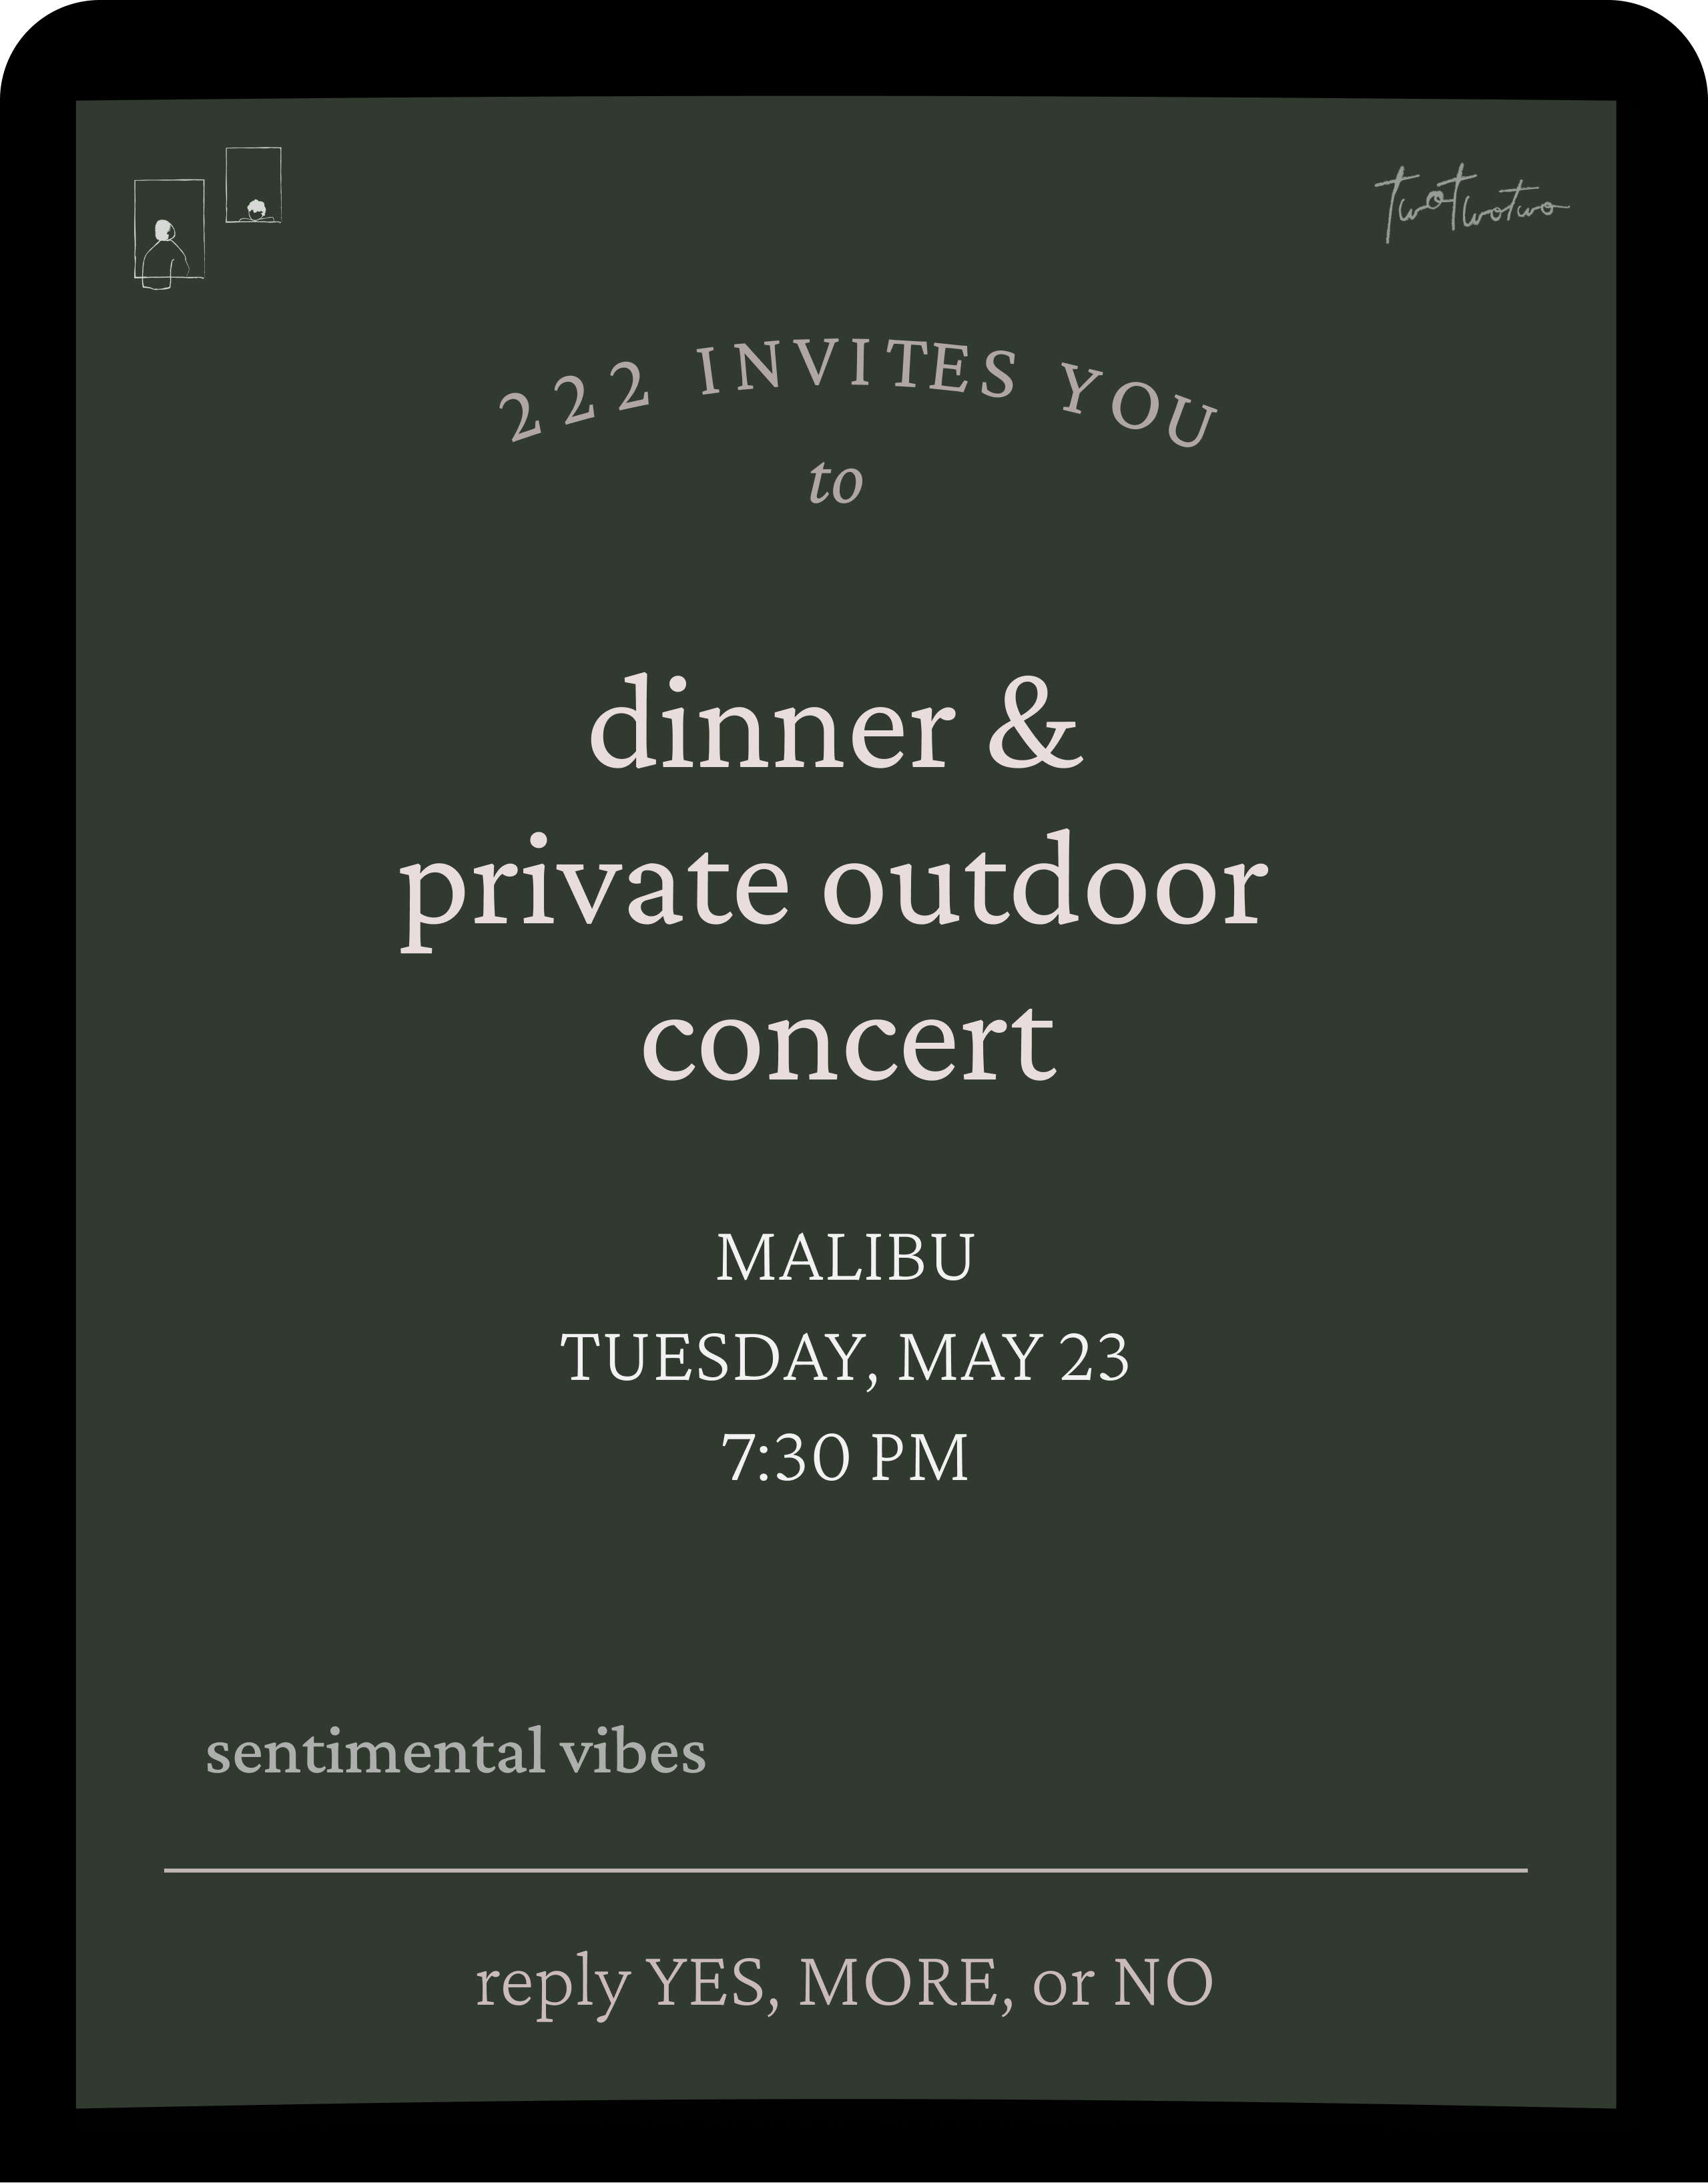 twotwotwo
222 INVITES YOU
to
dinner &
private outdoor
concert
MALIBU
TUESDAY, MAY 23
7:30 PM
sentimental vibes
reply YES, MORE, or NO